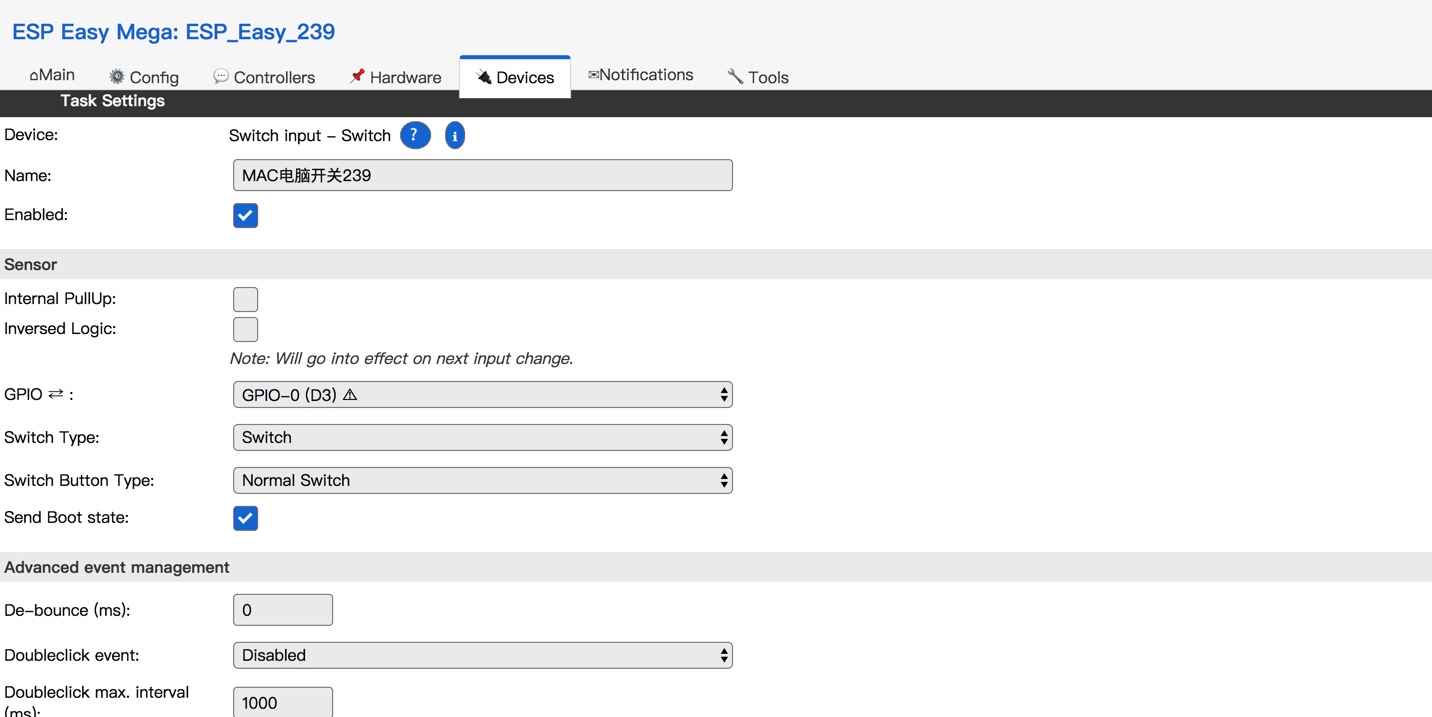 ESP Easy Mega: ESP_Easy_239
⌂Main ⚙Config 💬Controllers 📌Hardware 🔌Devices ✉Notifications 🔧Tools
Task Settings
Device: Switch input – Switch ? i
Name: MAC电脑开关239
Enabled:
Sensor
Internal PullUp:
Inversed Logic:
Note: Will go into effect on next input change.
GPIO ⇄ : GPIO–0 (D3) ⚠
Switch Type: Switch
Switch Button Type: Normal Switch
Send Boot state:
Advanced event management
De–bounce (ms): 0
Doubleclick event: Disabled
Doubleclick max. interval
(ms): 1000